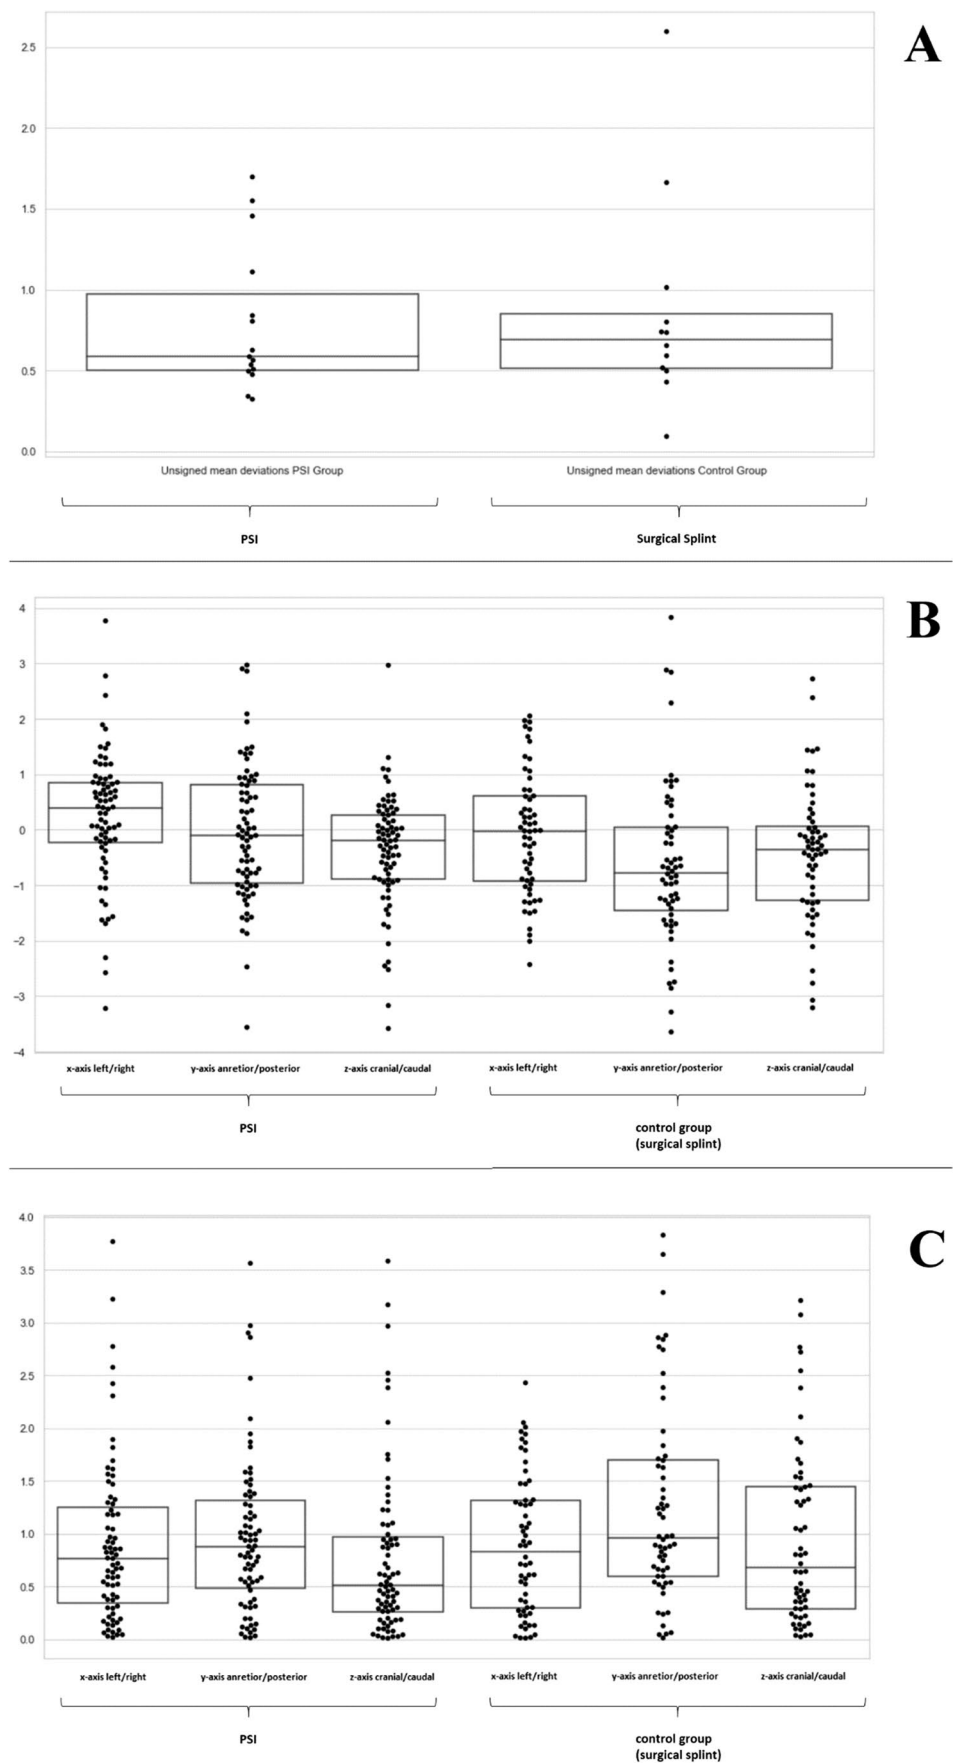 A
2.5
2.0
1.5
1.0
0.5
0.0
Unsigned mean deviations PSI Group
Unsigned mean deviations Control Group
PSI
Surgical Splint
B
4
3
2
1
0
−1
−2
−3
−4
x-axis left/right
y-axis anretior/posterior
z-axis cranial/caudal
x-axis left/right
y-axis anretior/posterior
z-axis cranial/caudal
PSI
control group
(surgical splint)
C
4.0
3.5
3.0
2.5
2.0
1.5
1.0
0.5
0.0
x-axis left/right
y-axis anretior/posterior
z-axis cranial/caudal
x-axis left/right
y-axis anretior/posterior
z-axis cranial/caudal
PSI
control group
(surgical splint)